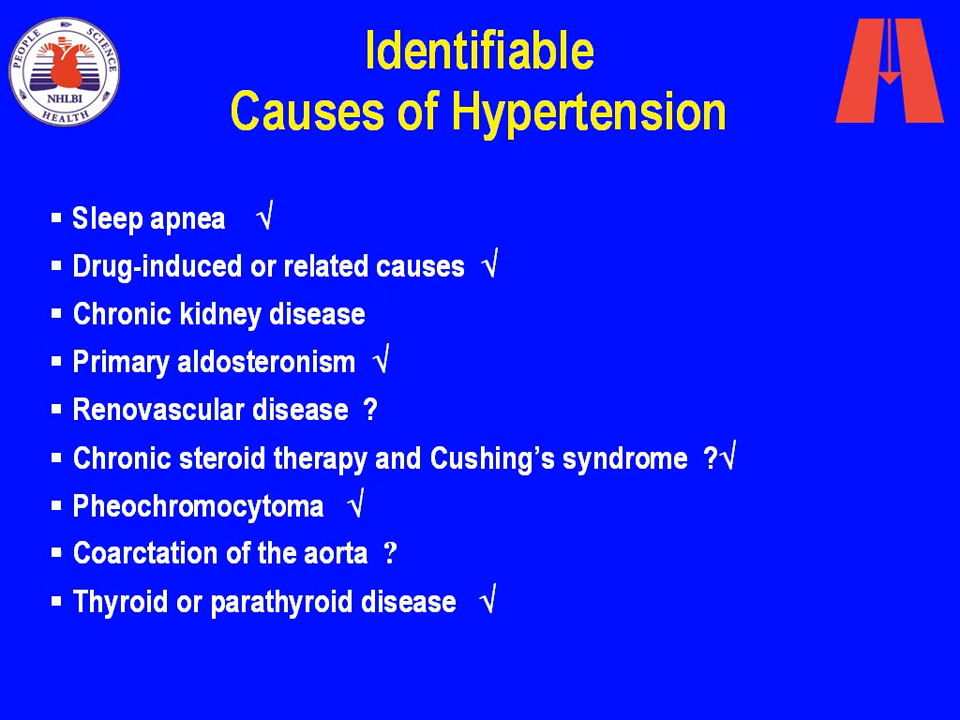 PEOPLE SCIENCE HEALTH
NHLBI
Identifiable
Causes of Hypertension
▪ Sleep apnea √
▪ Drug-induced or related causes √
▪ Chronic kidney disease
▪ Primary aldosteronism √
▪ Renovascular disease ?
▪ Chronic steroid therapy and Cushing’s syndrome ?√
▪ Pheochromocytoma √
▪ Coarctation of the aorta ?
▪ Thyroid or parathyroid disease √